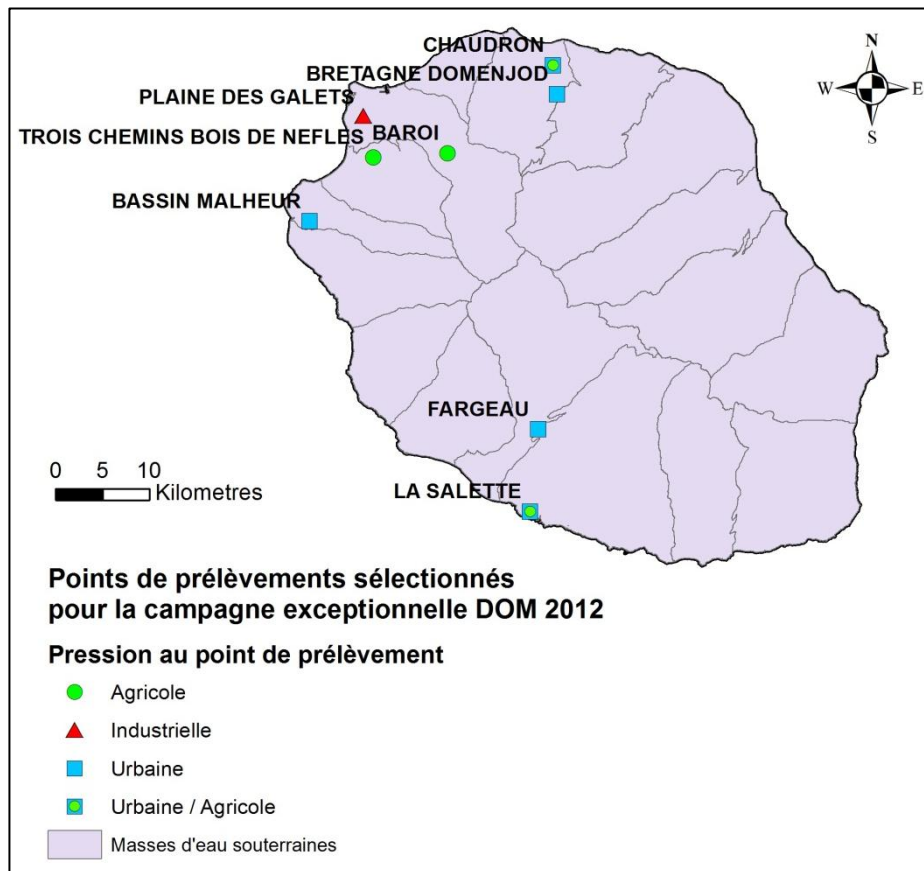 CHAUDRON
BRETAGNE DOMENJOD
PLAINE DES GALETS
TROIS CHEMINS BOIS DE NEFLES
BAROI
BASSIN MALHEUR
FARGEAU
LA SALETTE
N
W
E
S
0 5 10
Kilometres
Points de prélèvements sélectionnés
pour la campagne exceptionnelle DOM 2012
Pression au point de prélèvement
Agricole
Industrielle
Urbaine
Urbaine / Agricole
Masses d'eau souterraines